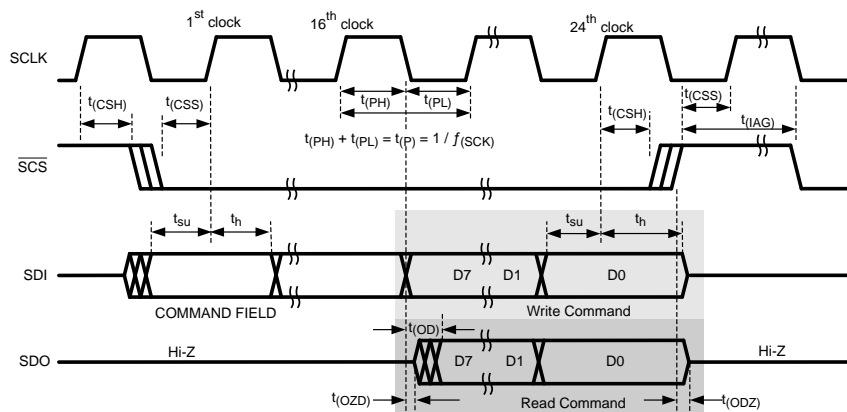 1st clock 16th clock 24th clock
SCLK
t(CSH) t(CSS) t(PH) t(PL) t(CSH) t(CSS) t(IAG)
t(PH) + t(PL) = t(P) = 1 / f(SCK)
SCS
tsu th tsu th
SDI D7 D1 D0
COMMAND FIELD Write Command
t(OD)
SDO Hi-Z D7 D1 D0 Hi-Z
t(OZD) Read Command t(ODZ)